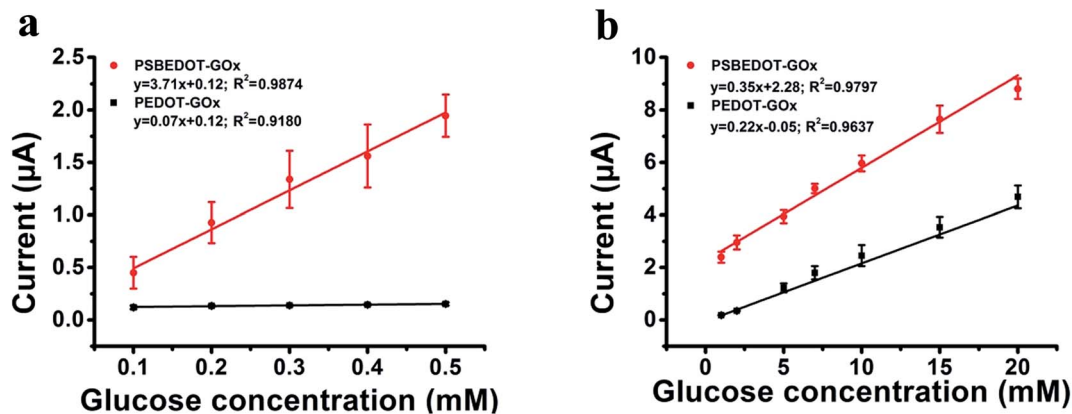 a
2.5
2.0
1.5
1.0
0.5
0.0
Current (µA)
PSBEDOT-GOx
y=3.71x+0.12; R²=0.9874
PEDOT-GOx
y=0.07x+0.12; R²=0.9180
0.1 0.2 0.3 0.4 0.5
Glucose concentration (mM)
b
10
8
6
4
2
0
Current (µA)
PSBEDOT-GOx
y=0.35x+2.28; R²=0.9797
PEDOT-GOx
y=0.22x-0.05; R²=0.9637
0 5 10 15 20
Glucose concentration (mM)